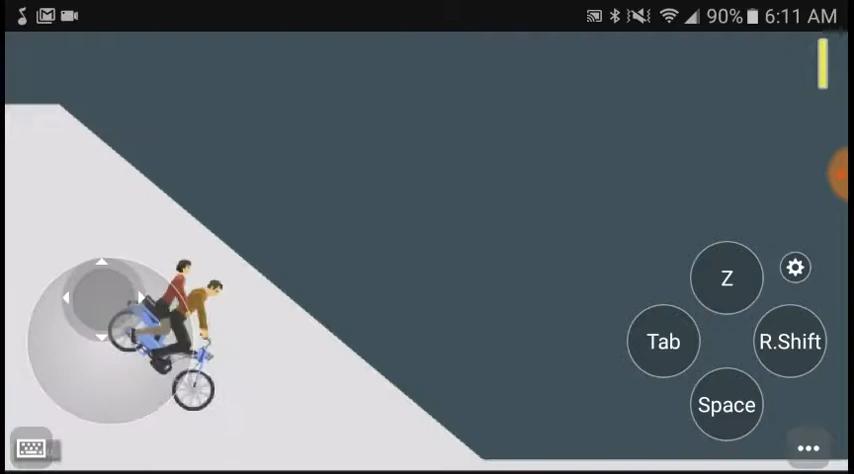 90% 6:11 AM
Z
Tab
R.Shift
Space